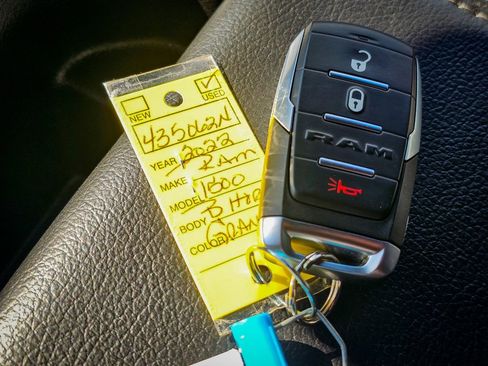 NEW
USED
435062N
YEAR 2022
MAKE RAM
MODEL 1500
BODY
COLOR
RAM